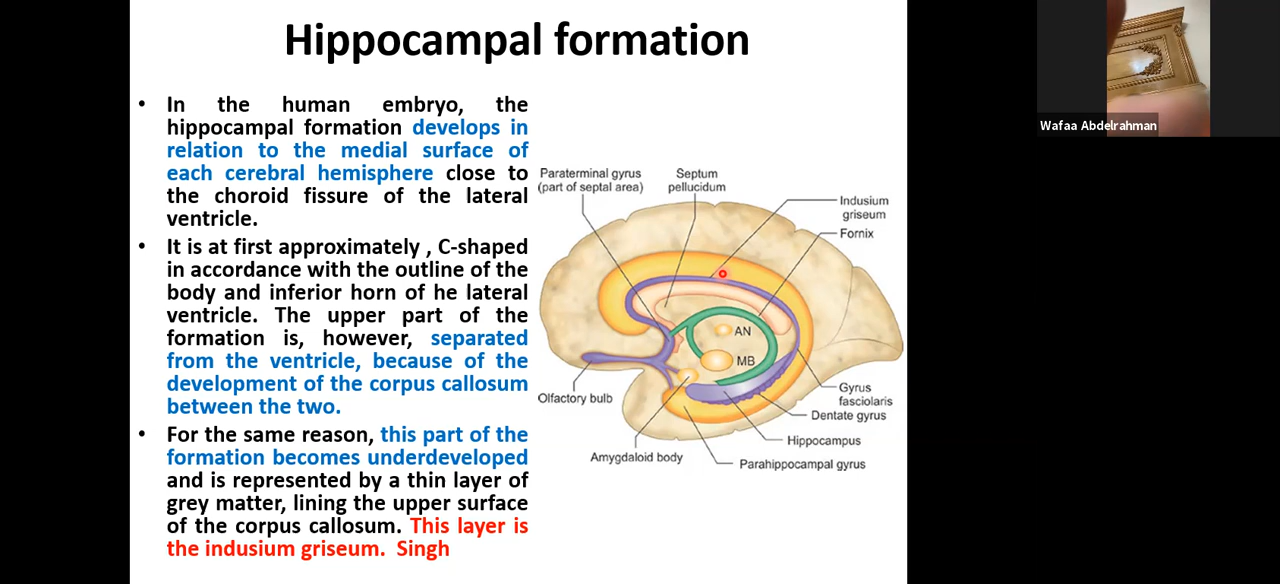 Hippocampal formation
• In the human embryo, the
hippocampal formation develops in
relation to the medial surface of
each cerebral hemisphere close to
the choroid fissure of the lateral
ventricle.
• It is at first approximately , C-shaped
in accordance with the outline of the
body and inferior horn of he lateral
ventricle. The upper part of the
formation is, however, separated
from the ventricle, because of the
development of the corpus callosum
between the two.
• For the same reason, this part of the
formation becomes underdeveloped
and is represented by a thin layer of
grey matter, lining the upper surface
of the corpus callosum. This layer is
the indusium griseum. Singh
Paraterminal gyrus
(part of septal area)
Septum
pellucidum
Indusium
griseum
Fornix
AN
MB
Olfactory bulb
Gyrus
fasciolaris
Dentate gyrus
Hippocampus
Amygdaloid body
Parahippocampal gyrus
Wafaa Abdelrahman